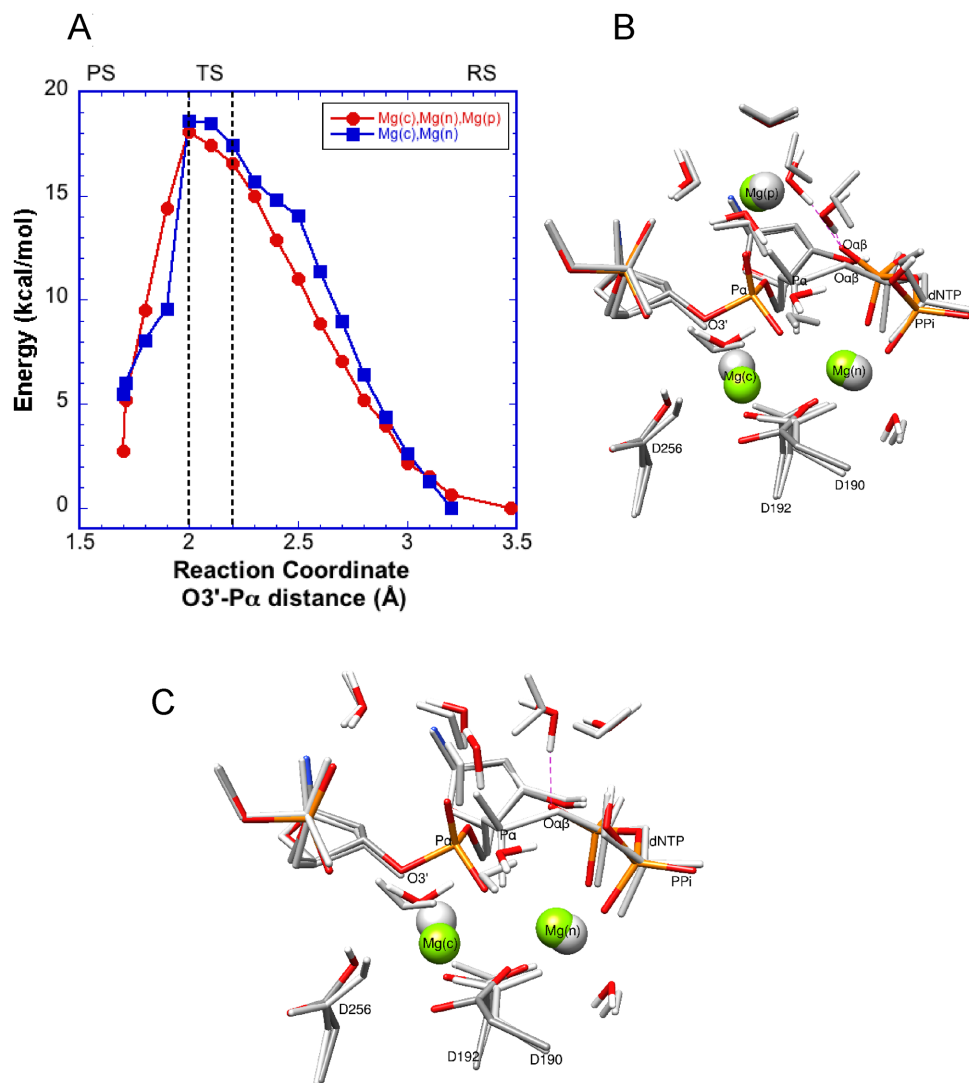 A
B
PS TS RS
20
15
10
5
0
Mg(c),Mg(n),Mg(p)
Mg(c),Mg(n)
Energy (kcal/mol)
1.5 2 2.5 3 3.5
Reaction Coordinate
O3'-Pα distance (Å)
Mg(p)
Oαβ
Pα
Oαβ
Pα
dNTP
PPi
O3'
Mg(c)
Mg(n)
D256
D190
D192
C
Oαβ
Pα
Pα
dNTP
O3'
PPi
Mg(n)
Mg(c)
D256
D192
D190